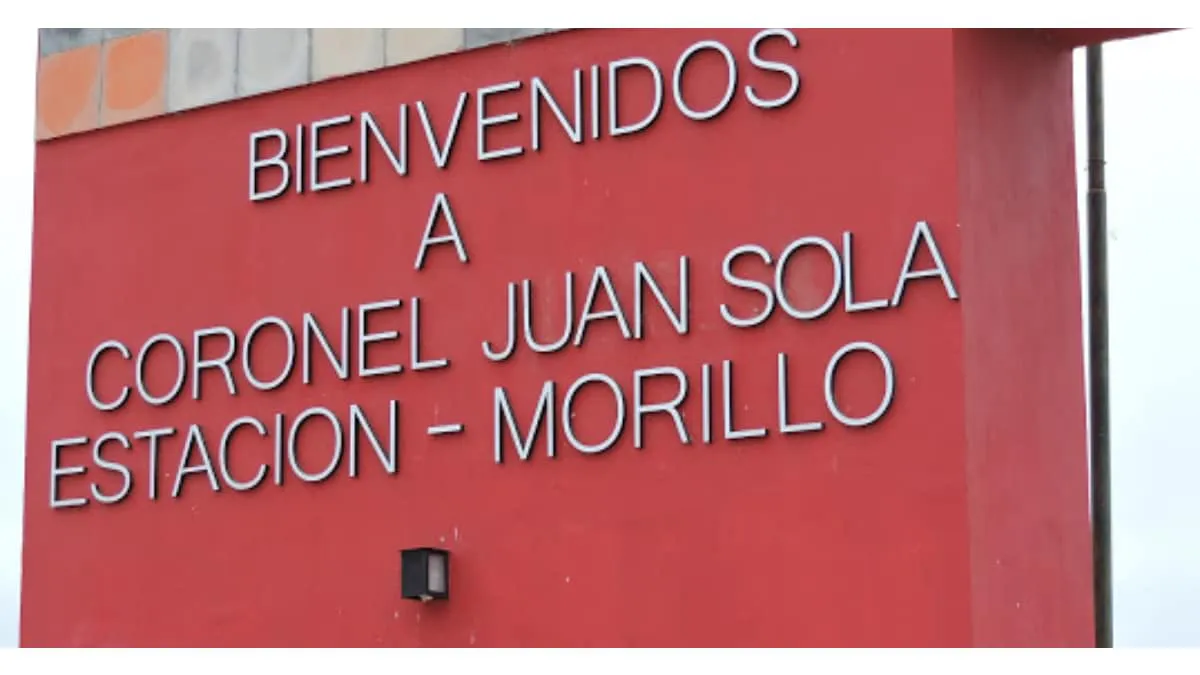 BIENVENIDOS
A
CORONEL JUAN SOLA
ESTACION - MORILLO